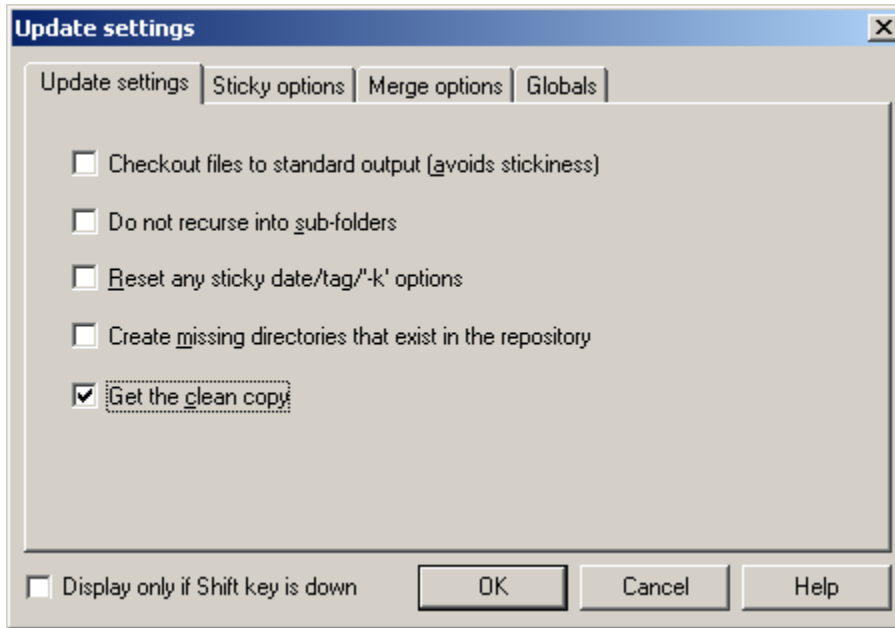 Update settings
Update settings Sticky options Merge options Globals
Checkout files to standard output (avoids stickiness)
Do not recurse into sub-folders
Reset any sticky date/tag/'-k' options
Create missing directories that exist in the repository
Get the clean copy
Display only if Shift key is down OK Cancel Help